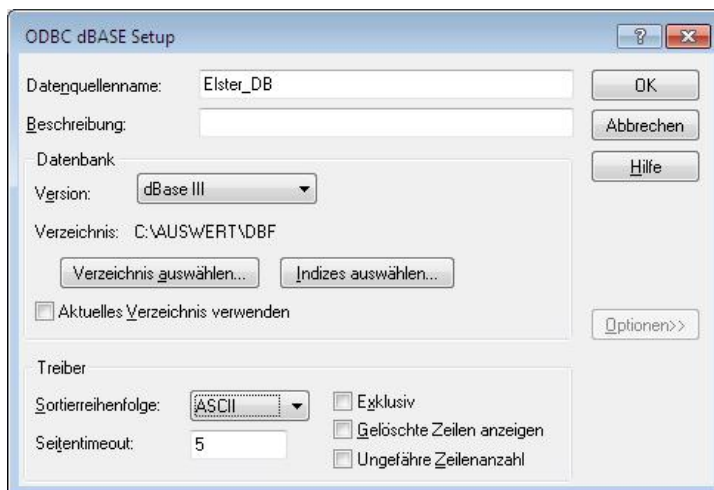 ODBC dBASE Setup
Datenquellenname: Elster_DB
OK
Beschreibung:
Abbrechen
Datenbank
Hilfe
Version: dBase III
Verzeichnis: C:\AUSWERT\DBF
Verzeichnis auswählen... Indizes auswählen...
Aktuelles Verzeichnis verwenden
Optionen>>
Treiber
Sortierreihenfolge: ASCII
Exklusiv
Seitentimeout: 5
Gelöschte Zeilen anzeigen
Ungefähre Zeilenanzahl